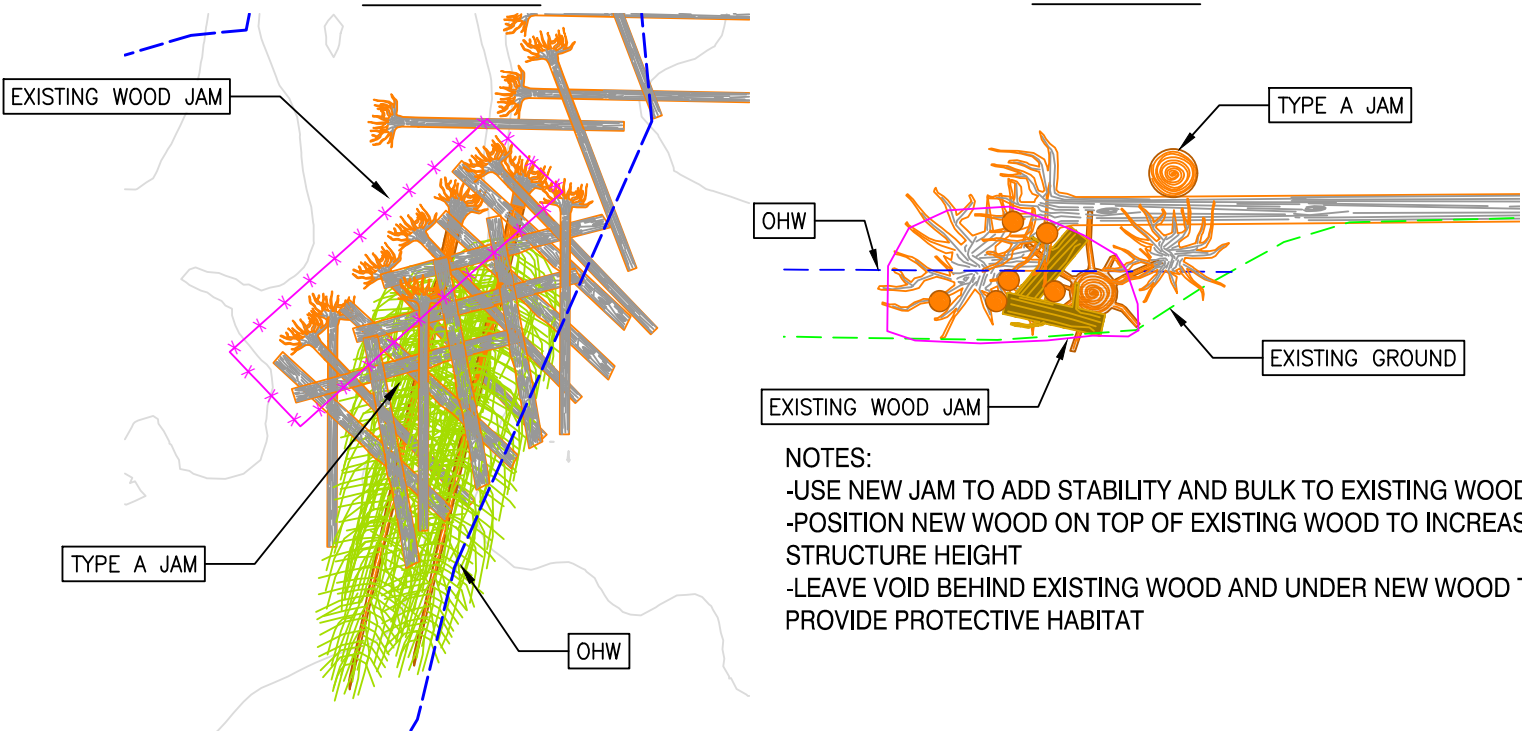 EXISTING WOOD JAM
TYPE A JAM
OHW
TYPE A JAM
OHW
EXISTING GROUND
EXISTING WOOD JAM
NOTES:
-USE NEW JAM TO ADD STABILITY AND BULK TO EXISTING WOOD
-POSITION NEW WOOD ON TOP OF EXISTING WOOD TO INCREAS
STRUCTURE HEIGHT
-LEAVE VOID BEHIND EXISTING WOOD AND UNDER NEW WOOD T
PROVIDE PROTECTIVE HABITAT